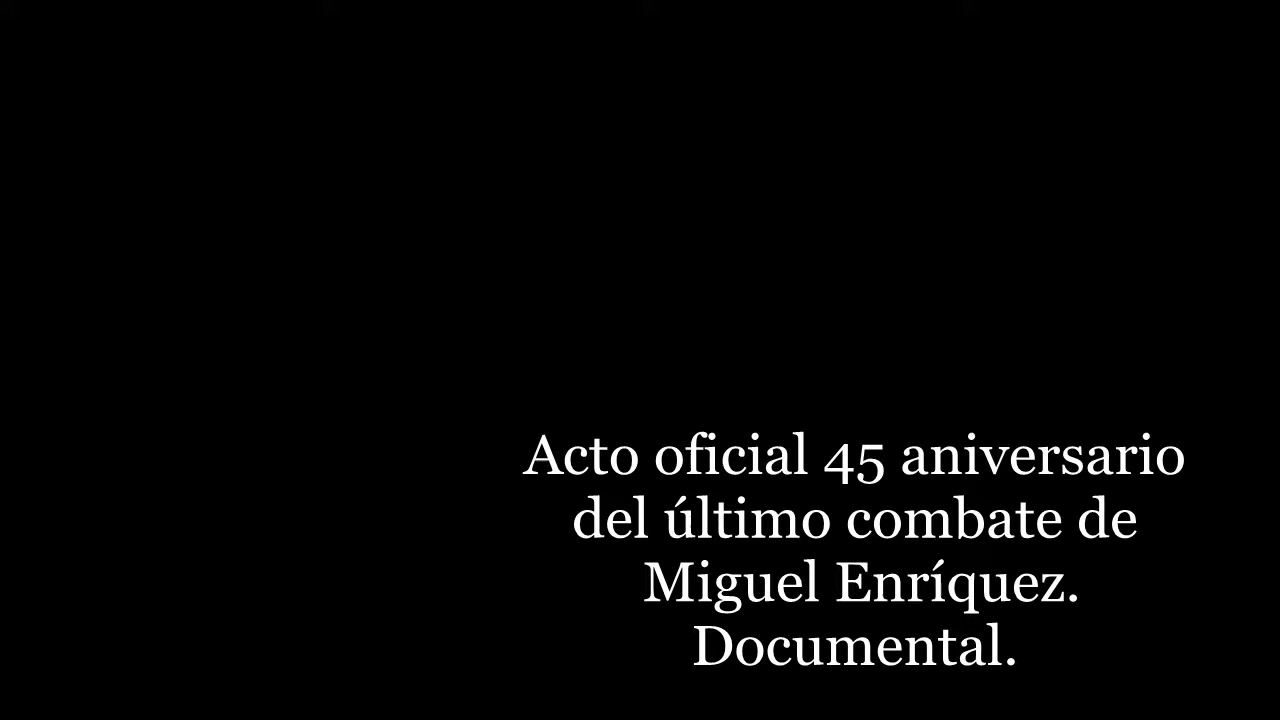 Acto oficial 45 aniversario
del último combate de
Miguel Enríquez.
Documental.